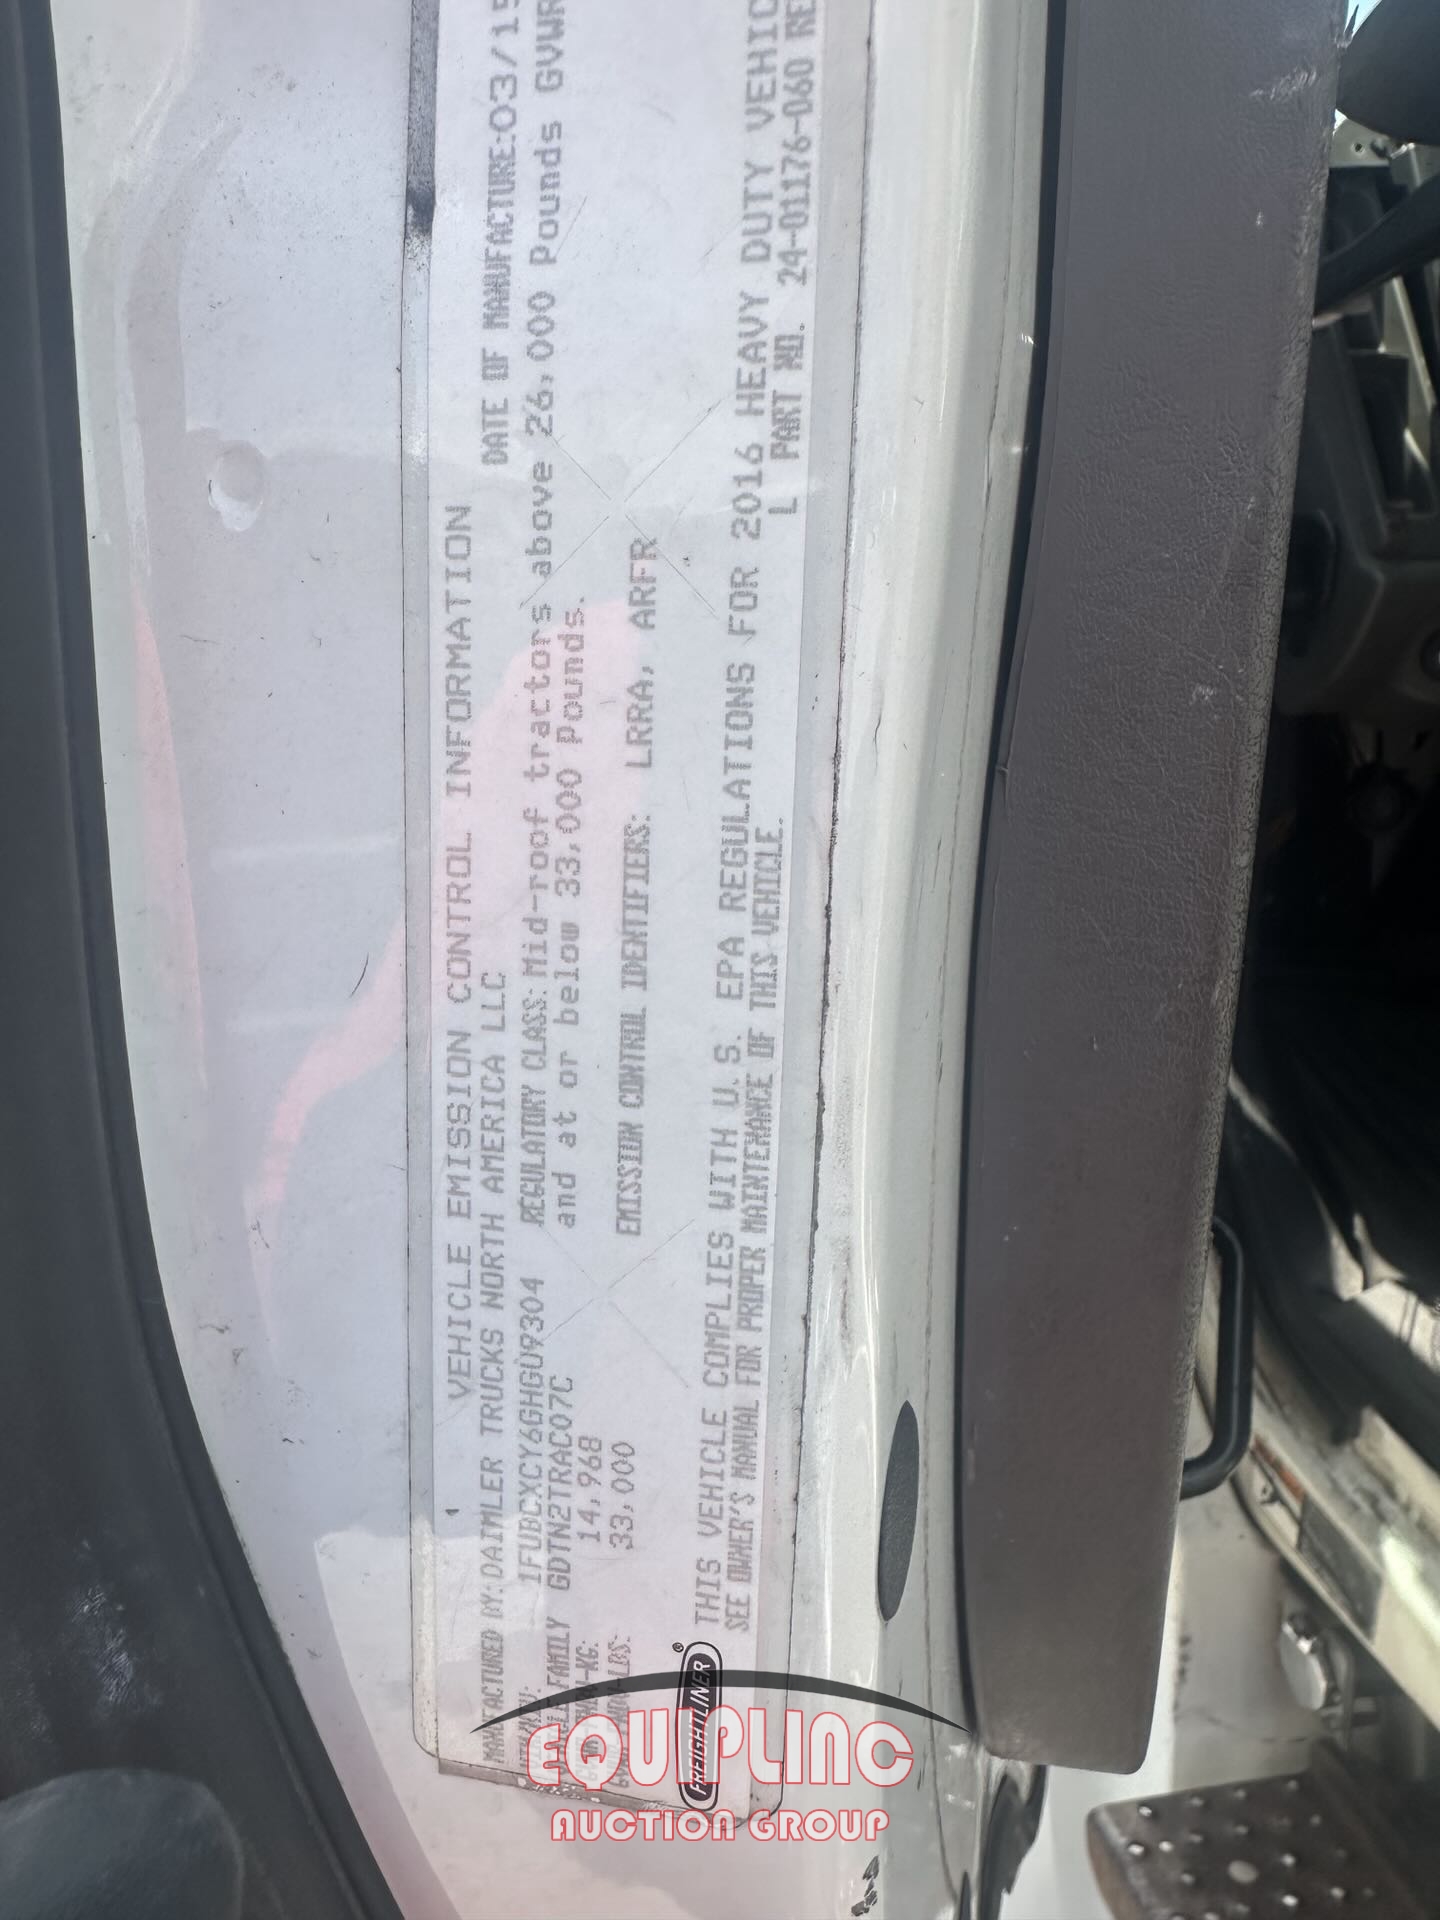 VEHICLE EMISSION CONTROL INFORMATION
MANUFACTURED BY: DAIMLER TRUCKS NORTH AMERICA LLC DATE OF MANUFACTURE: 03/15
1FUBCXCY6GHGU9304 REGULATORY CLASS: Mid-roof tractors above 26,000 Pounds GVWR
FAMILY GDTN2TRAC07C and at or below 33,000 Pounds.
14,968
33,000 EMISSION CONTROL IDENTIFIERS: LRRA, ARFR
THIS VEHICLE COMPLIES WITH U.S. EPA REGULATIONS FOR 2016 HEAVY DUTY VEHIC
SEE OWNER'S MANUAL FOR PROPER MAINTENANCE OF THIS VEHICLE. L PART NO. 24-01176-060 REV
FREIGHTLINER®
EQUIPLINC
AUCTION GROUP